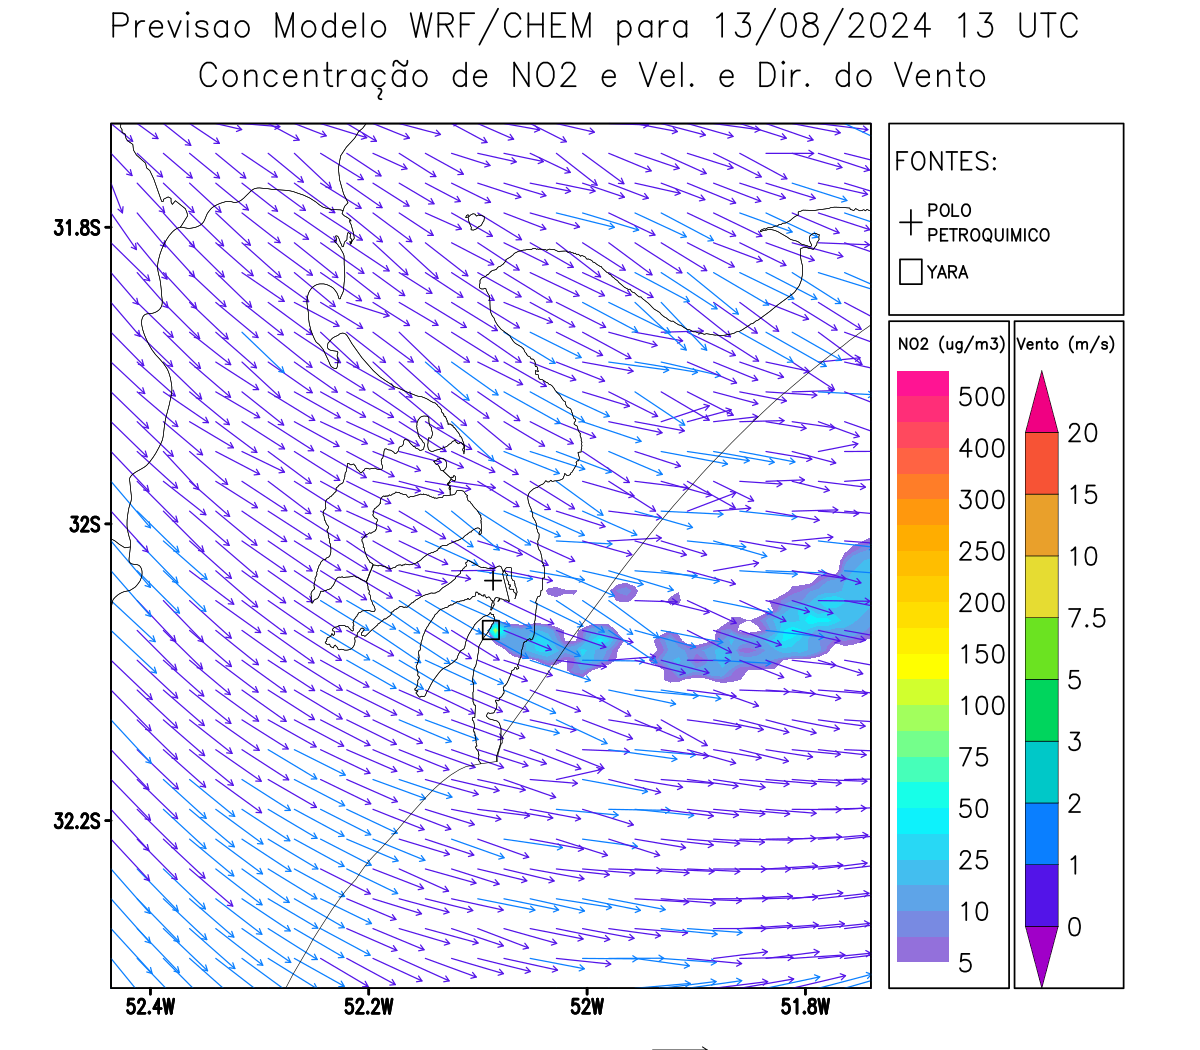 Previsao Modelo WRF/CHEM para 13/08/2024 13 UTC
Concentração de NO2 e Vel. e Dir. do Vento
FONTES:
POLO
PETROQUIMICO
YARA
31.8S
32S
32.2S
52.4W
52.2W
52W
51.8W
NO2 (ug/m3)
500
400
300
250
200
150
100
75
50
25
10
5
Vento (m/s)
20
15
10
7.5
5
3
2
1
0